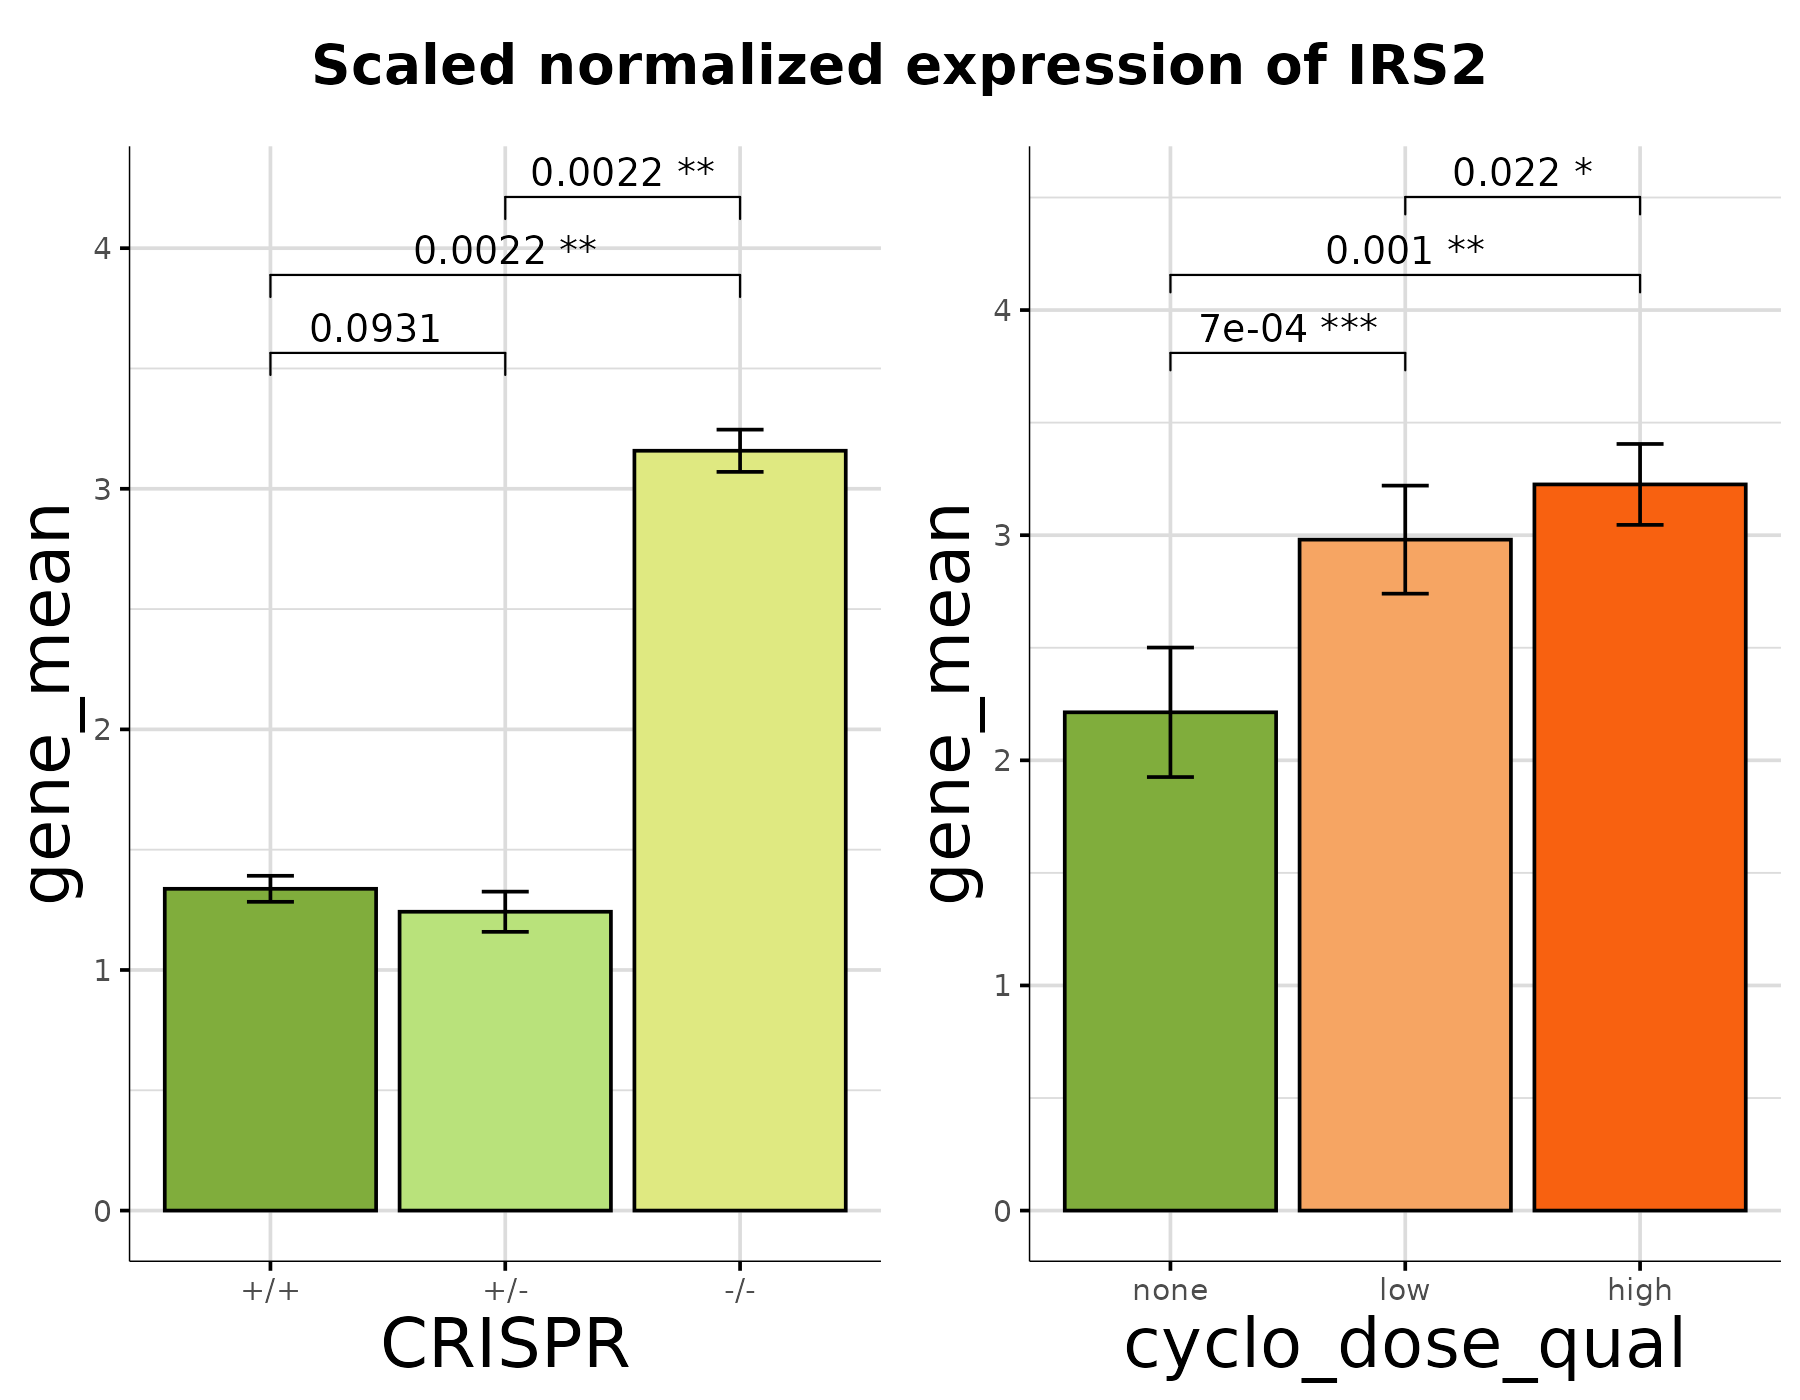 Scaled normalized expression of IRS2
0.0022 **
0.0022 **
0.0931
4
3
2
1
0
gene_mean
+/+ +/- -/-
CRISPR
0.022 *
0.001 **
7e-04 ***
4
3
2
1
0
gene_mean
none low high
cyclo_dose_qual